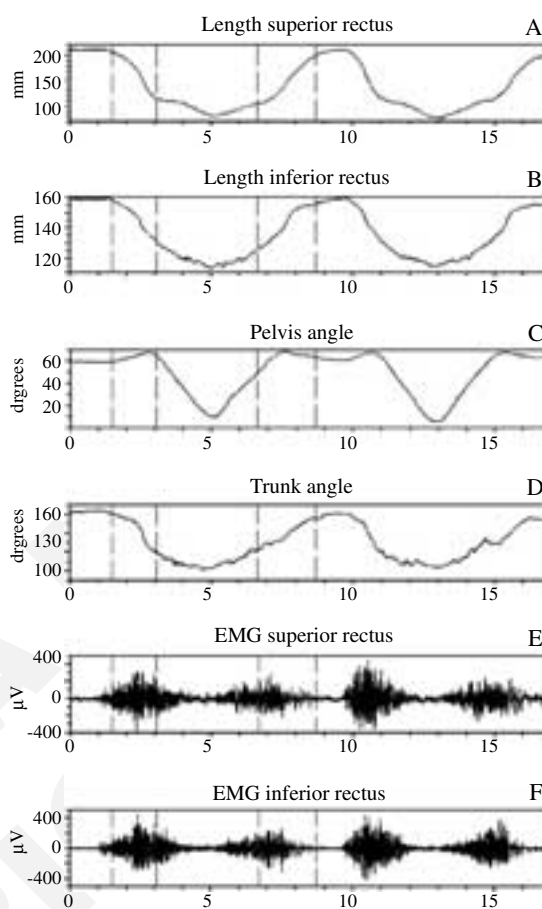 Length superior rectus A
200
150
100
mm
0 5 10 15
Length inferior rectus B
160
140
120
mm
0 5 10 15
Pelvis angle C
60
40
20
drgrees
0 5 10 15
Trunk angle D
160
130
100
drgrees
0 5 10 15
EMG superior rectus E
400
0
-400
µV
0 5 10 15
EMG inferior rectus F
400
0
-400
µV
0 5 10 15